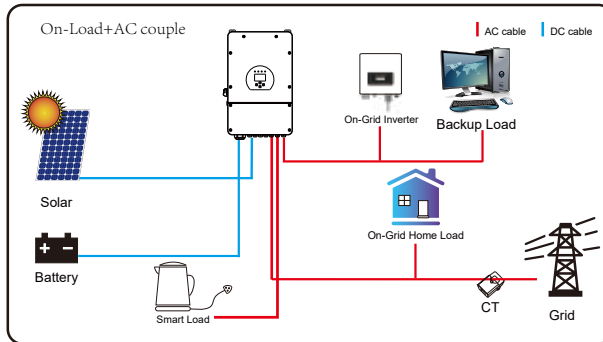 On-Load+AC couple
AC cable
DC cable
On-Grid Inverter
Backup Load
Solar
On-Grid Home Load
Battery
Smart Load
CT
Grid